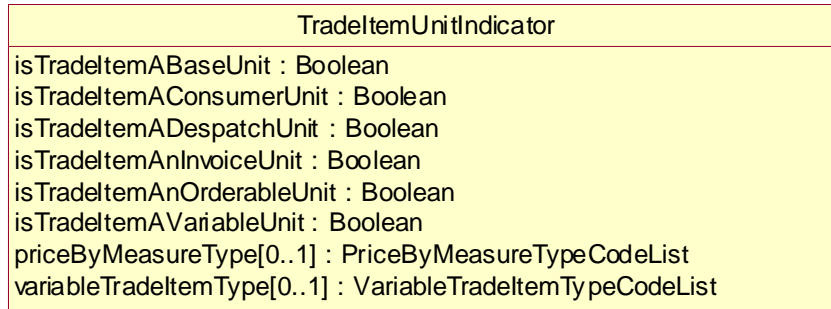 TradeItemUnitIndicator
isTradeItemABaseUnit : Boolean
isTradeItemAConsumerUnit : Boolean
isTradeItemADespatchUnit : Boolean
isTradeItemAnInvoiceUnit : Boolean
isTradeItemAnOrderableUnit : Boolean
isTradeItemAVariableUnit : Boolean
priceByMeasureType[0..1] : PriceByMeasureTypeCodeList
variableTradeItemType[0..1] : VariableTradeItemTypeCodeList